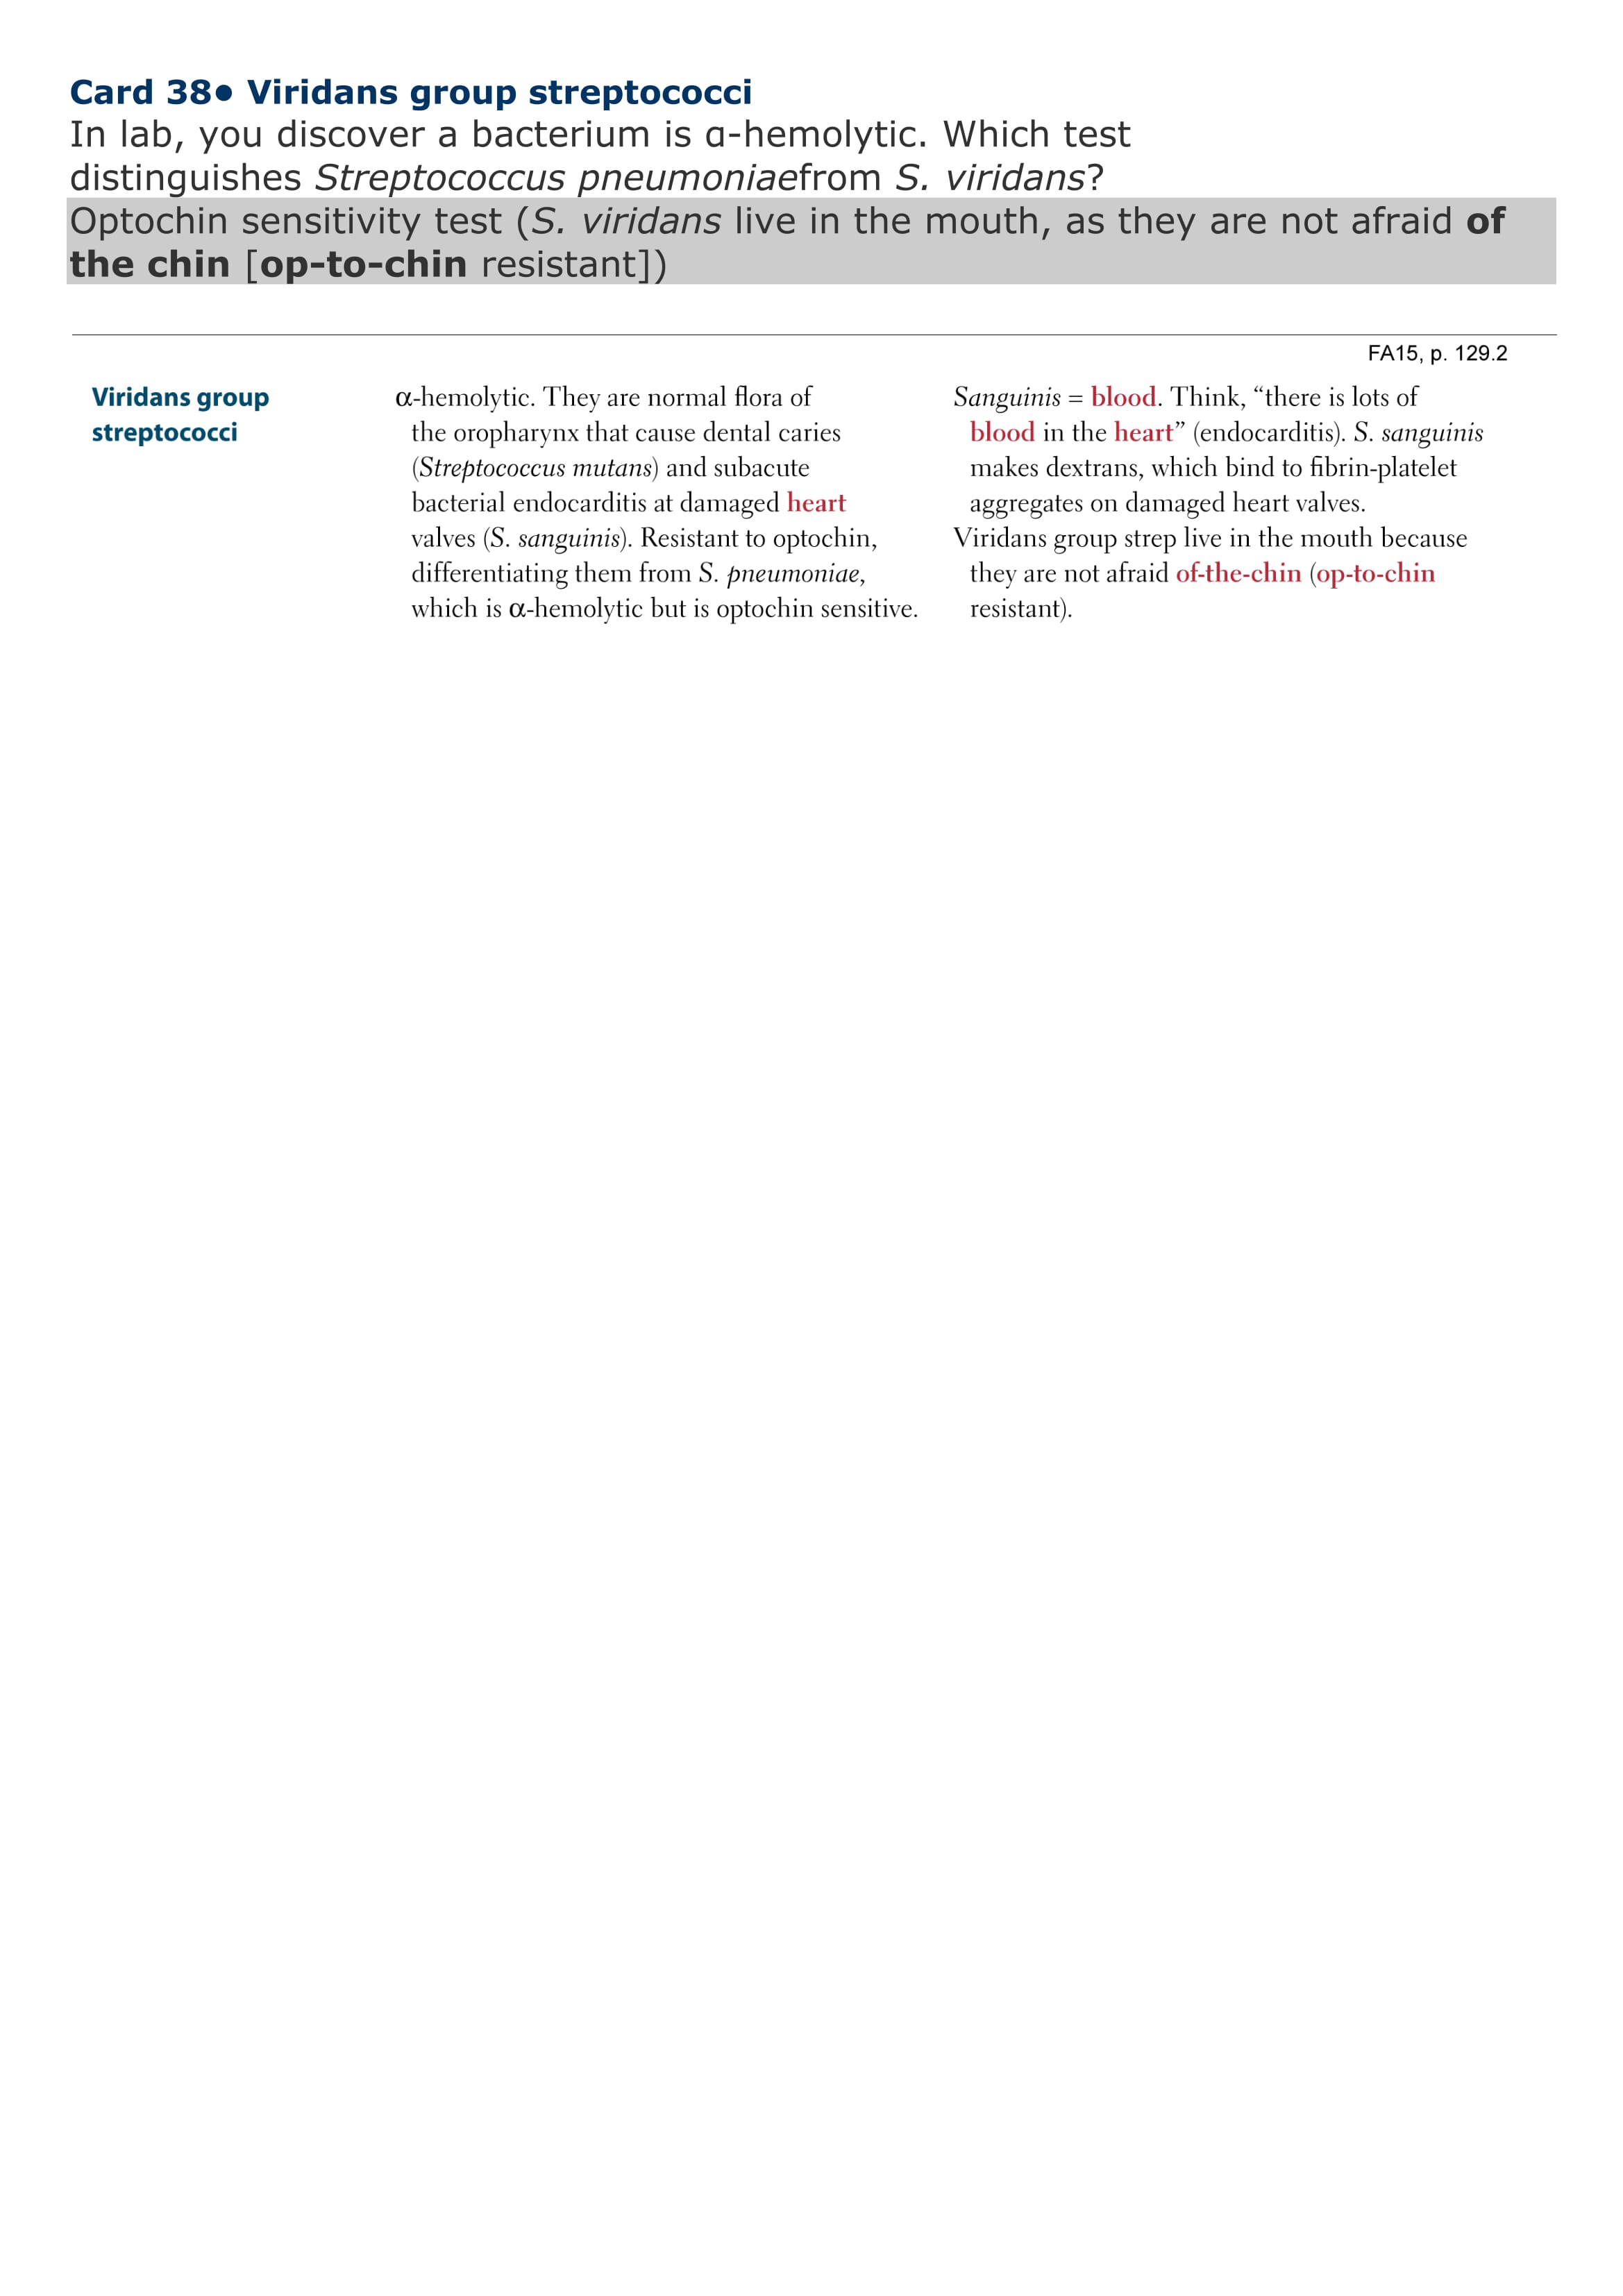 Card 38● Viridans group streptococci
In lab, you discover a bacterium is α-hemolytic. Which test
distinguishes Streptococcus pneumoniaefrom S. viridans?
Optochin sensitivity test (S. viridans live in the mouth, as they are not afraid of
the chin [op-to-chin resistant])
FA15, p. 129.2
Viridans group
streptococci
α-hemolytic. They are normal flora of
the oropharynx that cause dental caries
(Streptococcus mutans) and subacute
bacterial endocarditis at damaged heart
valves (S. sanguinis). Resistant to optochin,
differentiating them from S. pneumoniae,
which is α-hemolytic but is optochin sensitive.
Sanguinis = blood. Think, “there is lots of
blood in the heart” (endocarditis). S. sanguinis
makes dextrans, which bind to fibrin-platelet
aggregates on damaged heart valves.
Viridans group strep live in the mouth because
they are not afraid of-the-chin (op-to-chin
resistant).